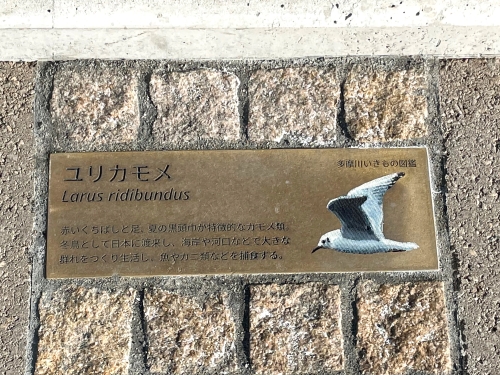 ユリカモメ
多摩川いきもの図鑑
Larus ridibundus
赤いくちばしと足、夏の黒頭巾が特徴的なカモメ類。
冬鳥として日本に渡来し、海岸や河口などで大きな
群れをつくり生活し、魚やカニ類などを捕食する。